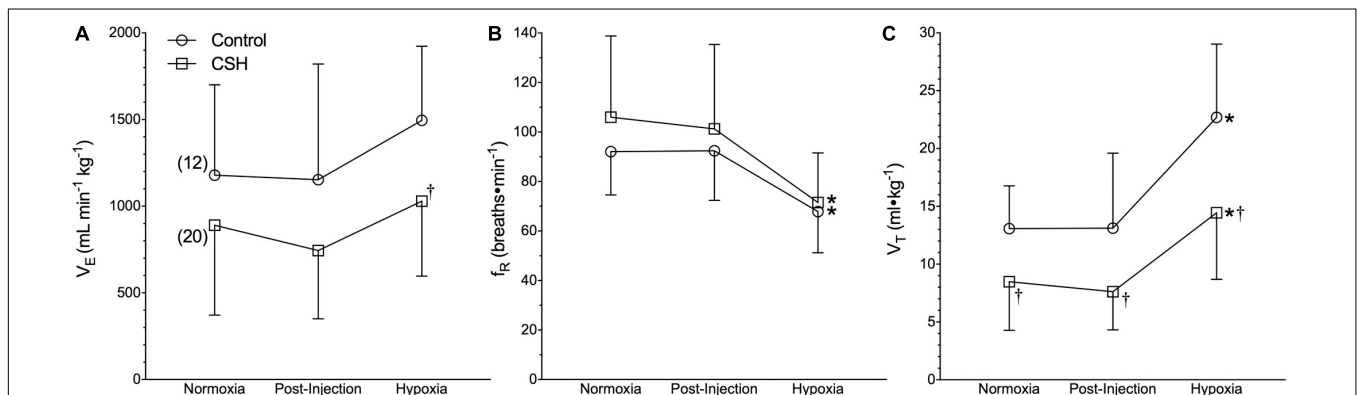 A
2000
1500
1000
500
0
V_E (mL min⁻¹ kg⁻¹)
Control
CSH
(12)
(20)
†
Normoxia Post-Injection Hypoxia
B
140
120
100
80
60
40
20
0
f_R (breaths•min⁻¹)
*
*
Normoxia Post-Injection Hypoxia
C
30
25
20
15
10
5
0
V_T (ml•kg⁻¹)
*
*†
†
†
Normoxia Post-Injection Hypoxia